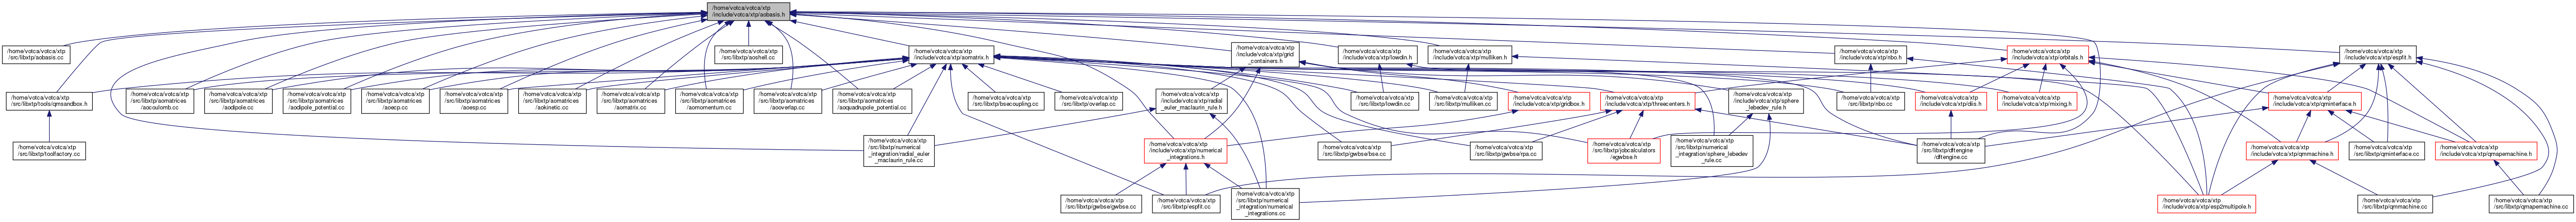 /home/votca/votca/xtp
/include/votca/xtp/aobasis.h
/home/votca/votca/xtp
/src/libxtp/aobasis.cc
/home/votca/votca/xtp
/src/libxtp/aoshell.cc
/home/votca/votca/xtp
/include/votca/xtp/aomatrix.h
/home/votca/votca/xtp
/include/votca/xtp/grid
_containers.h
/home/votca/votca/xtp
/include/votca/xtp/lowdin.h
/home/votca/votca/xtp
/include/votca/xtp/mulliken.h
/home/votca/votca/xtp
/include/votca/xtp/nbo.h
/home/votca/votca/xtp
/include/votca/xtp/orbitals.h
/home/votca/votca/xtp
/include/votca/xtp/espfit.h
/home/votca/votca/xtp
/src/libxtp/tools/qmsandbox.h
/home/votca/votca/xtp
/src/libxtp/aomatrices
/aocoulomb.cc
/home/votca/votca/xtp
/src/libxtp/aomatrices
/aodipole.cc
/home/votca/votca/xtp
/src/libxtp/aomatrices
/aodipole_potential.cc
/home/votca/votca/xtp
/src/libxtp/aomatrices
/aoecp.cc
/home/votca/votca/xtp
/src/libxtp/aomatrices
/aoesp.cc
/home/votca/votca/xtp
/src/libxtp/aomatrices
/aokinetic.cc
/home/votca/votca/xtp
/src/libxtp/aomatrices
/aomatrix.cc
/home/votca/votca/xtp
/src/libxtp/aomatrices
/aomomentum.cc
/home/votca/votca/xtp
/src/libxtp/aomatrices
/aooverlap.cc
/home/votca/votca/xtp
/src/libxtp/aomatrices
/aoquadrupole_potential.cc
/home/votca/votca/xtp
/src/libxtp/bsecoupling.cc
/home/votca/votca/xtp
/src/libxtp/overlap.cc
/home/votca/votca/xtp
/include/votca/xtp/radial
_euler_maclaurin_rule.h
/home/votca/votca/xtp
/src/libxtp/lowdin.cc
/home/votca/votca/xtp
/src/libxtp/mulliken.cc
/home/votca/votca/xtp
/include/votca/xtp/gridbox.h
/home/votca/votca/xtp
/include/votca/xtp/threecenters.h
/home/votca/votca/xtp
/include/votca/xtp/sphere
_lebedev_rule.h
/home/votca/votca/xtp
/src/libxtp/nbo.cc
/home/votca/votca/xtp
/include/votca/xtp/diis.h
/home/votca/votca/xtp
/include/votca/xtp/mixing.h
/home/votca/votca/xtp
/include/votca/xtp/qminterface.h
/home/votca/votca/xtp
/src/libxtp/toolfactory.cc
/home/votca/votca/xtp
/src/libxtp/numerical
_integration/radial_euler
_maclaurin_rule.cc
/home/votca/votca/xtp
/include/votca/xtp/numerical
_integrations.h
/home/votca/votca/xtp
/src/libxtp/gwbse/bse.cc
/home/votca/votca/xtp
/src/libxtp/gwbse/rpa.cc
/home/votca/votca/xtp
/src/libxtp/jobcalculators
/egwbse.h
/home/votca/votca/xtp
/src/libxtp/numerical
_integration/sphere_lebedev
_rule.cc
/home/votca/votca/xtp
/src/libxtp/dftengine
/dftengine.cc
/home/votca/votca/xtp
/include/votca/xtp/qmmachine.h
/home/votca/votca/xtp
/src/libxtp/qminterface.cc
/home/votca/votca/xtp
/include/votca/xtp/qmapemachine.h
/home/votca/votca/xtp
/src/libxtp/gwbse/gwbse.cc
/home/votca/votca/xtp
/src/libxtp/espfit.cc
/home/votca/votca/xtp
/src/libxtp/numerical
_integration/numerical
_integrations.cc
/home/votca/votca/xtp
/include/votca/xtp/esp2multipole.h
/home/votca/votca/xtp
/src/libxtp/qmmachine.cc
/home/votca/votca/xtp
/src/libxtp/qmapemachine.cc